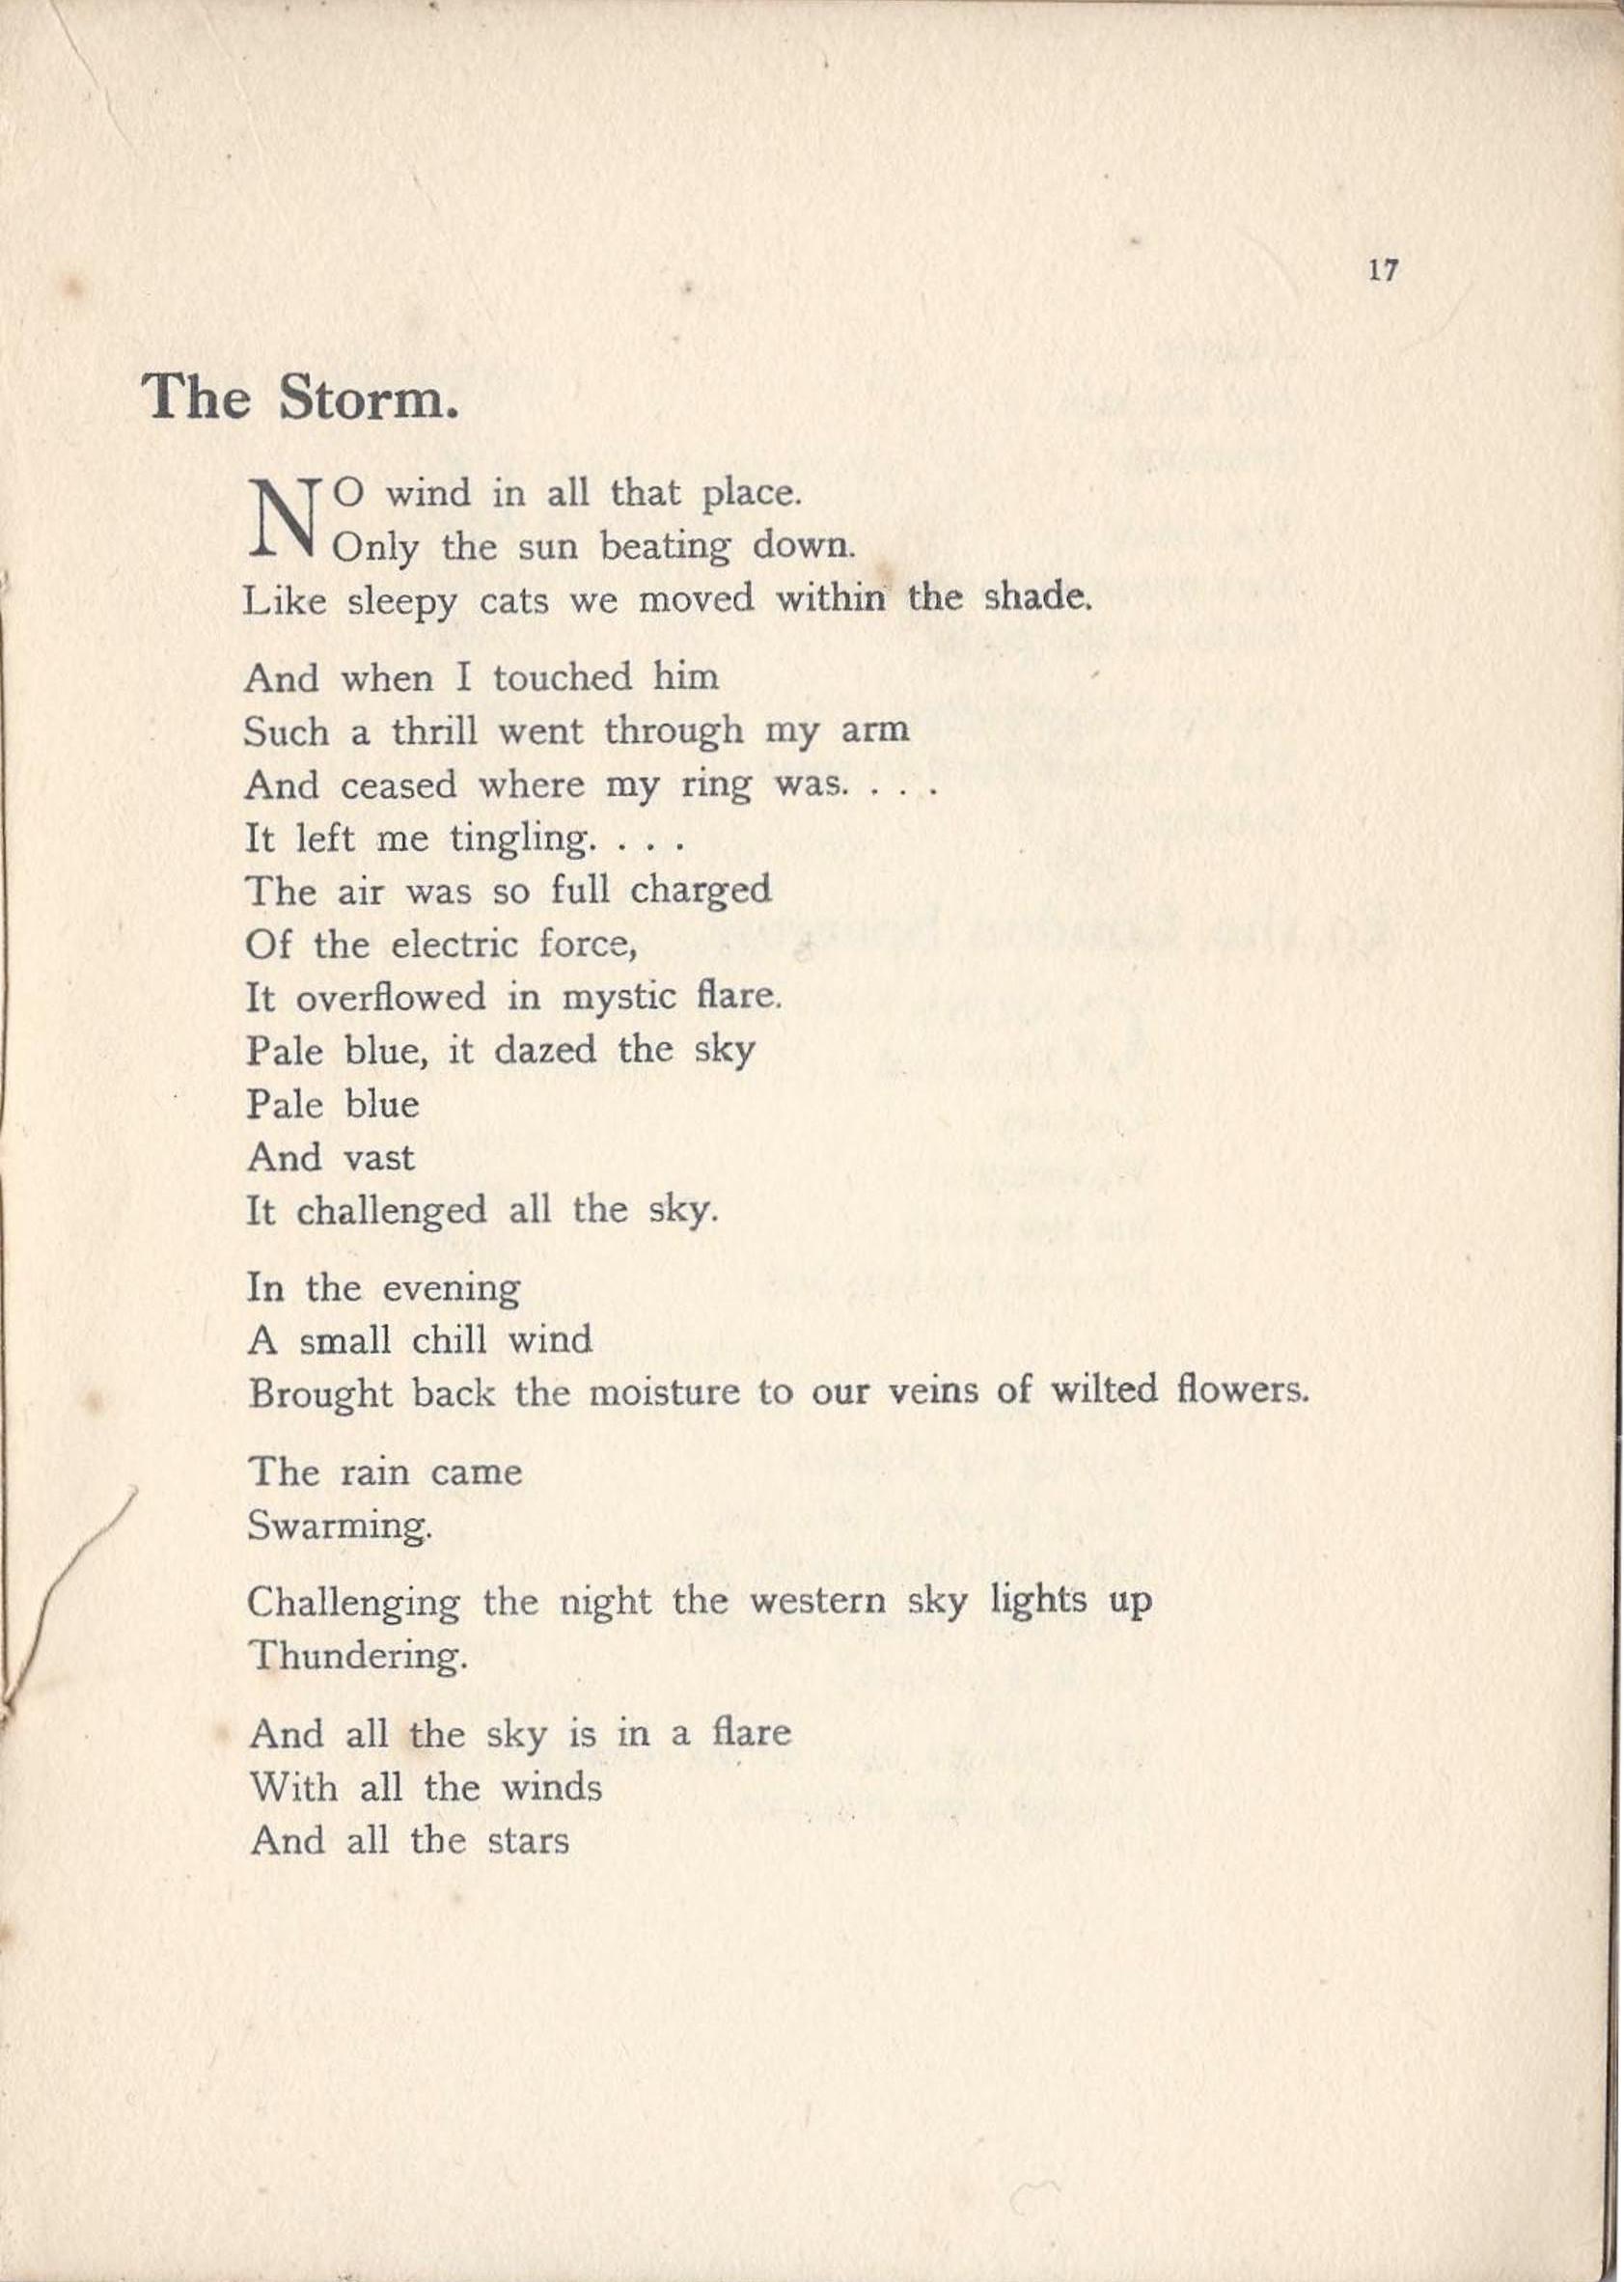 17
The Storm.
NO wind in all that place.
Only the sun beating down.
Like sleepy cats we moved within the shade.
And when I touched him
Such a thrill went through my arm
And ceased where my ring was. . . .
It left me tingling. . . .
The air was so full charged
Of the electric force,
It overflowed in mystic flare.
Pale blue, it dazed the sky
Pale blue
And vast
It challenged all the sky.
In the evening
A small chill wind
Brought back the moisture to our veins of wilted flowers.
The rain came
Swarming.
Challenging the night the western sky lights up
Thundering.
And all the sky is in a flare
With all the winds
And all the stars